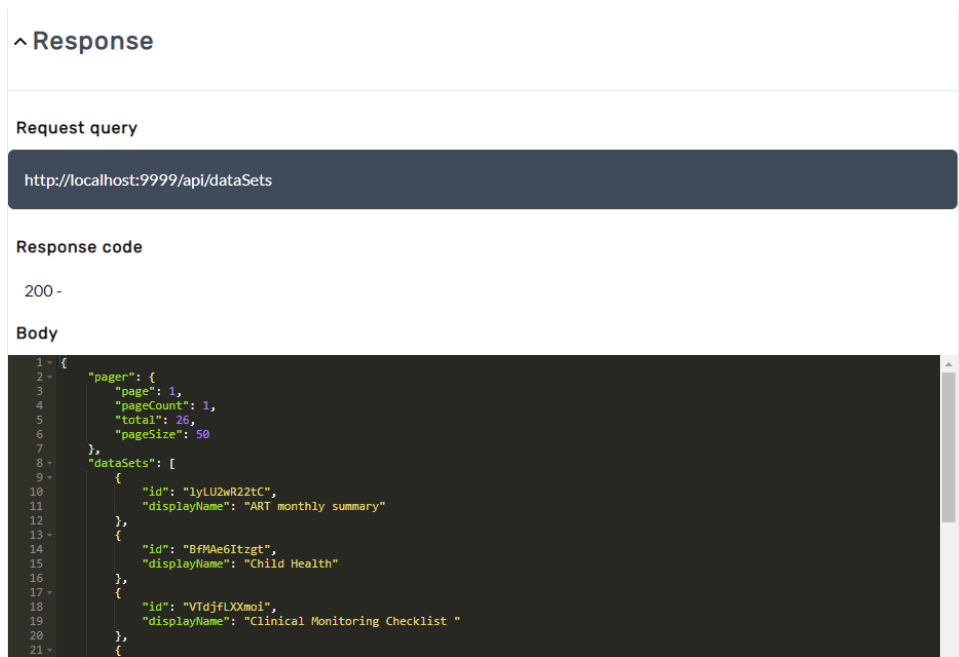 Response
Request query
http://localhost:9999/api/dataSets
Response code
200 -
Body
1 {
2 "pager": {
3 "page": 1,
4 "pageCount": 1,
5 "total": 26,
6 "pageSize": 50
7 },
8 "dataSets": [
9 {
10 "id": "lyLU2wR22tC",
11 "displayName": "ART monthly summary"
12 },
13 {
14 "id": "BfMAe6Itzgt",
15 "displayName": "Child Health"
16 },
17 {
18 "id": "VTdjfLXXmoi",
19 "displayName": "Clinical Monitoring Checklist "
20 },
21 {